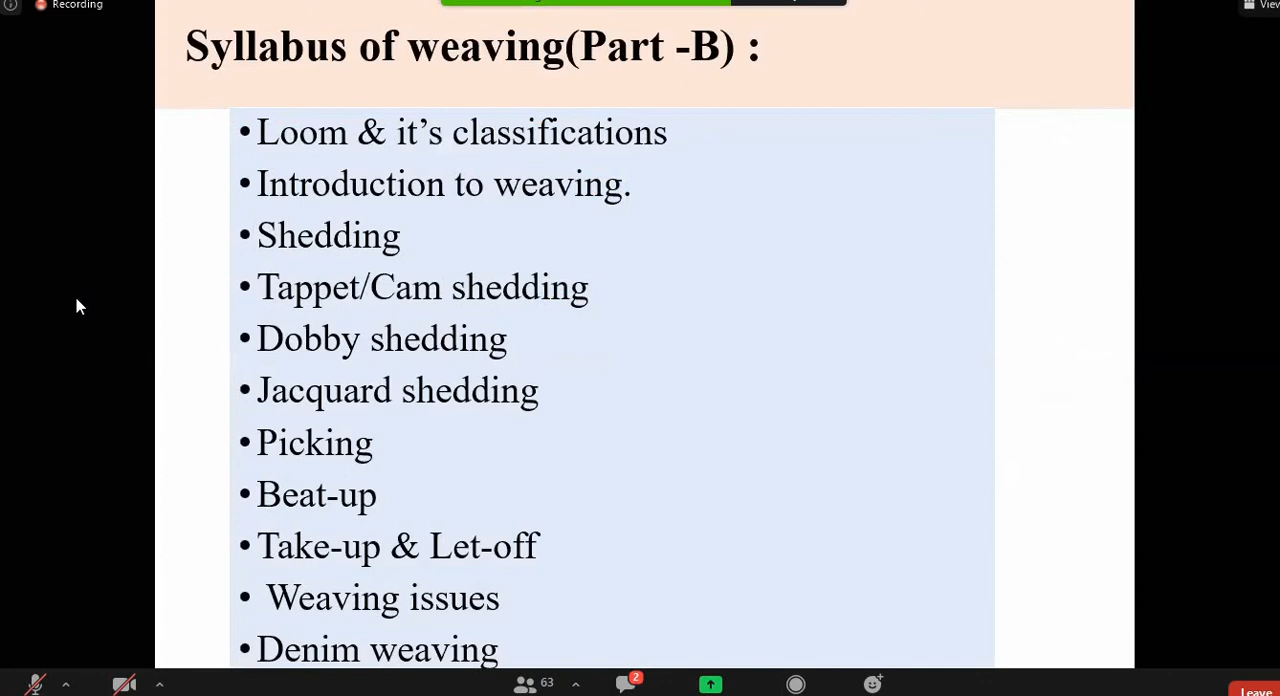 Recording
View
Syllabus of weaving(Part -B) :
•Loom & it’s classifications
•Introduction to weaving.
•Shedding
•Tappet/Cam shedding
•Dobby shedding
•Jacquard shedding
•Picking
•Beat-up
•Take-up & Let-off
• Weaving issues
•Denim weaving
63
2
Leave